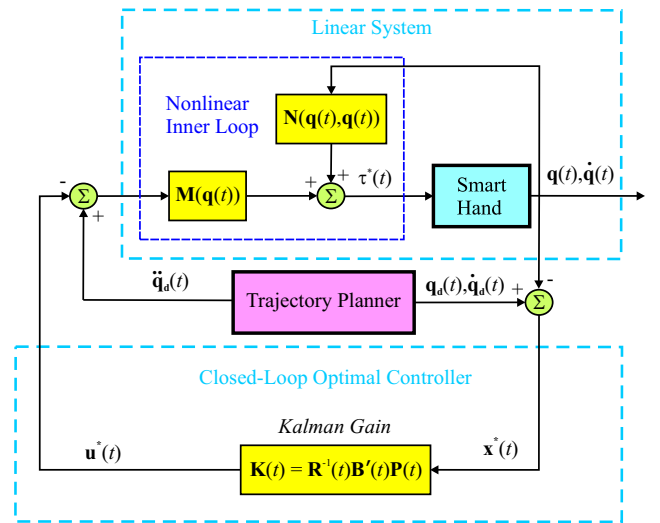 Linear System
Nonlinear
Inner Loop
N(q(t),q(t))
- Σ +
M(q(t))
+ + Σ
τ*(t)
Smart
Hand
q(t),q̇(t)
q̈d(t)
Trajectory Planner
qd(t),q̇d(t)
+ - Σ
Closed-Loop Optimal Controller
Kalman Gain
u*(t)
K(t) = R⁻¹(t)B′(t)P(t)
x*(t)